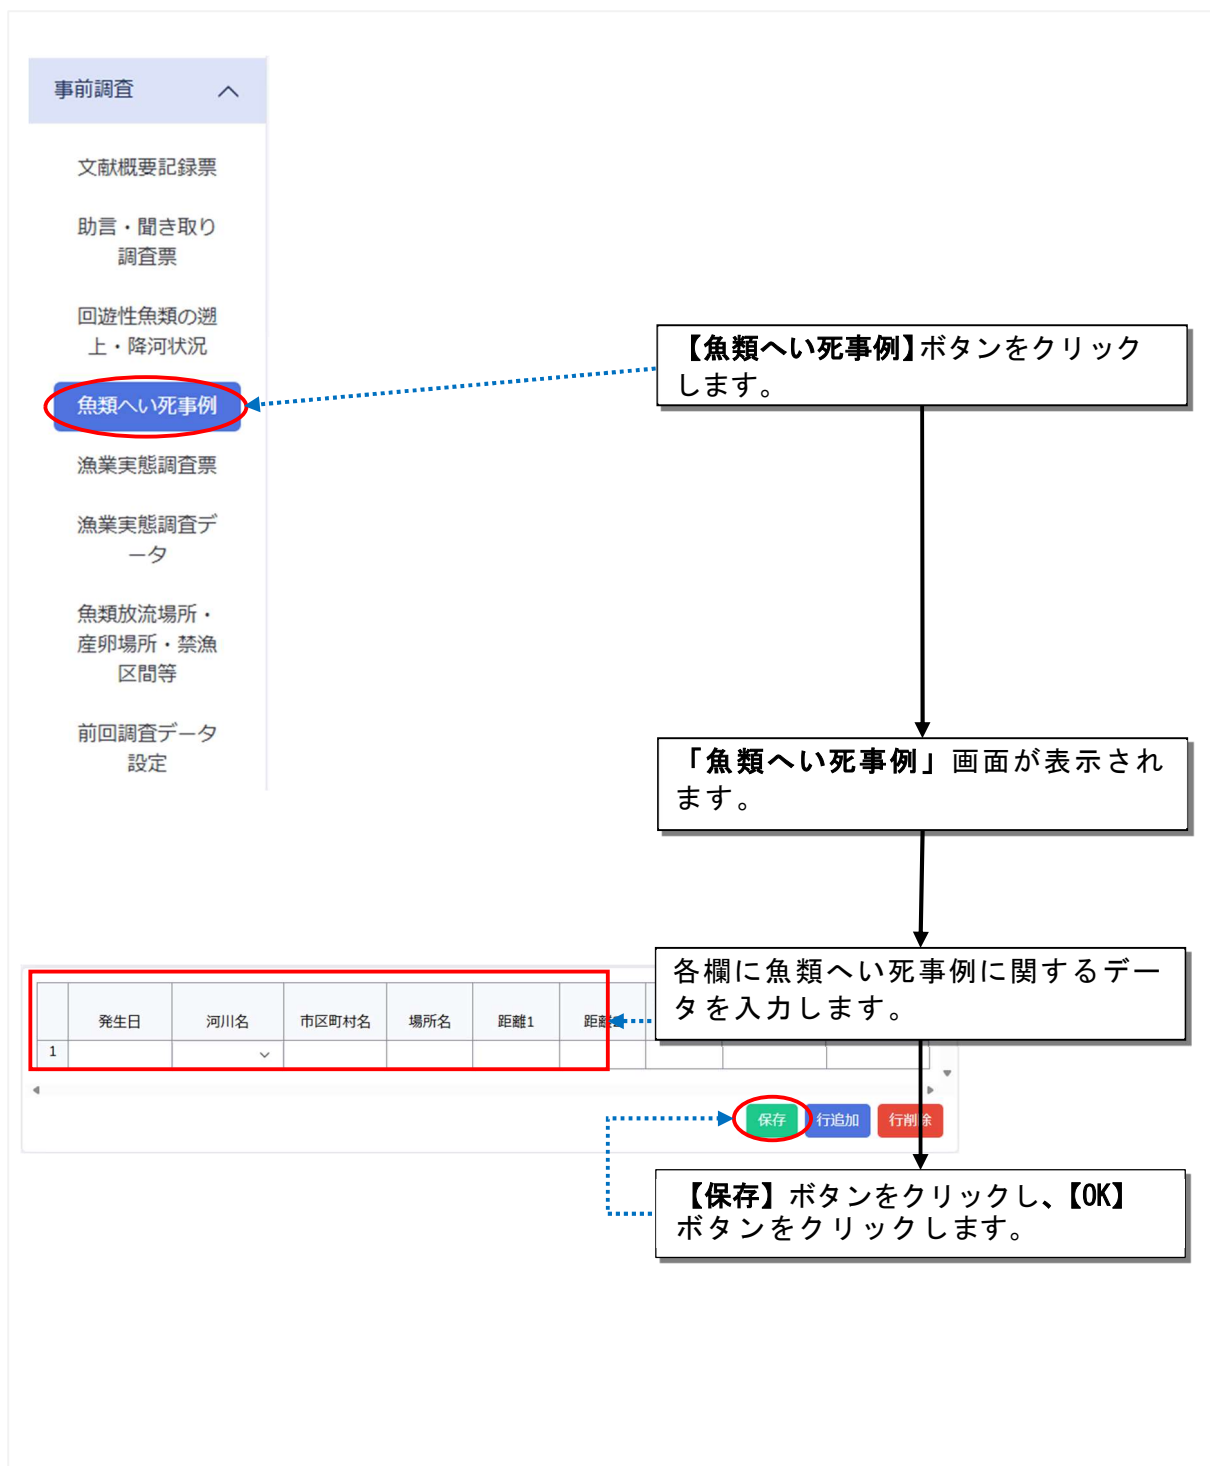 事前調査
文献概要記録票
助言・聞き取り
調査票
回遊性魚類の遡
上・降河状況
魚類へい死事例
漁業実態調査票
漁業実態調査デ
ータ
魚類放流場所・
産卵場所・禁漁
区間等
前回調査データ
設定
【魚類へい死事例】ボタンをクリック
します。
「魚類へい死事例」画面が表示され
ます。
各欄に魚類へい死事例に関するデー
タを入力します。
発生日 河川名 市区町村名 場所名 距離1
1
保存 行追加 行削除
【保存】ボタンをクリックし、【OK】
ボタンをクリックします。